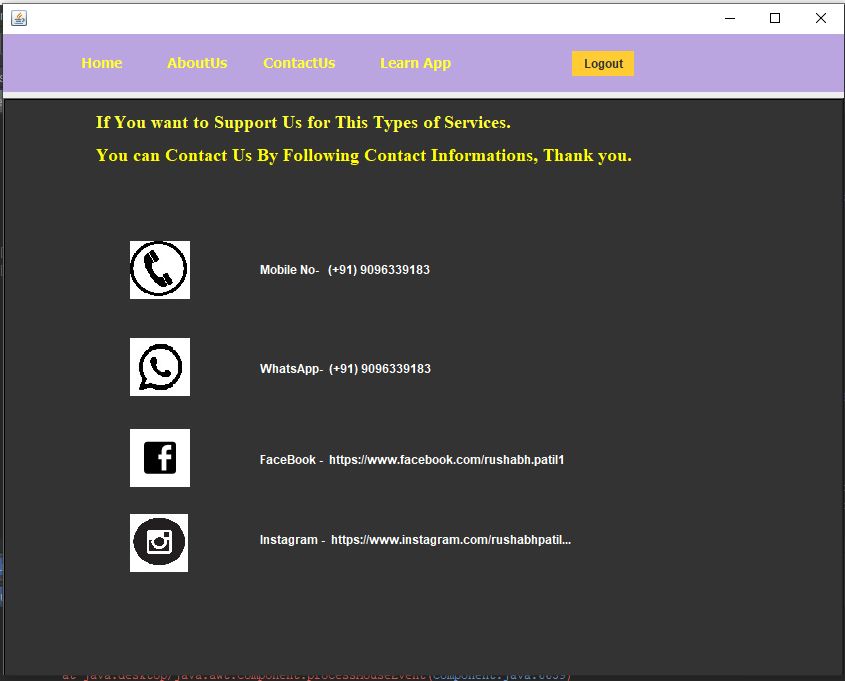 Home AboutUs ContactUs Learn App Logout
If You want to Support Us for This Types of Services.
You can Contact Us By Following Contact Informations, Thank you.
Mobile No- (+91) 9096339183
WhatsApp- (+91) 9096339183
FaceBook - https://www.facebook.com/rushabh.patil1
Instagram - https://www.instagram.com/rushabhpatil...
at java.desktop/java.awt.Component.processMouseEvent(Component.java:6635)